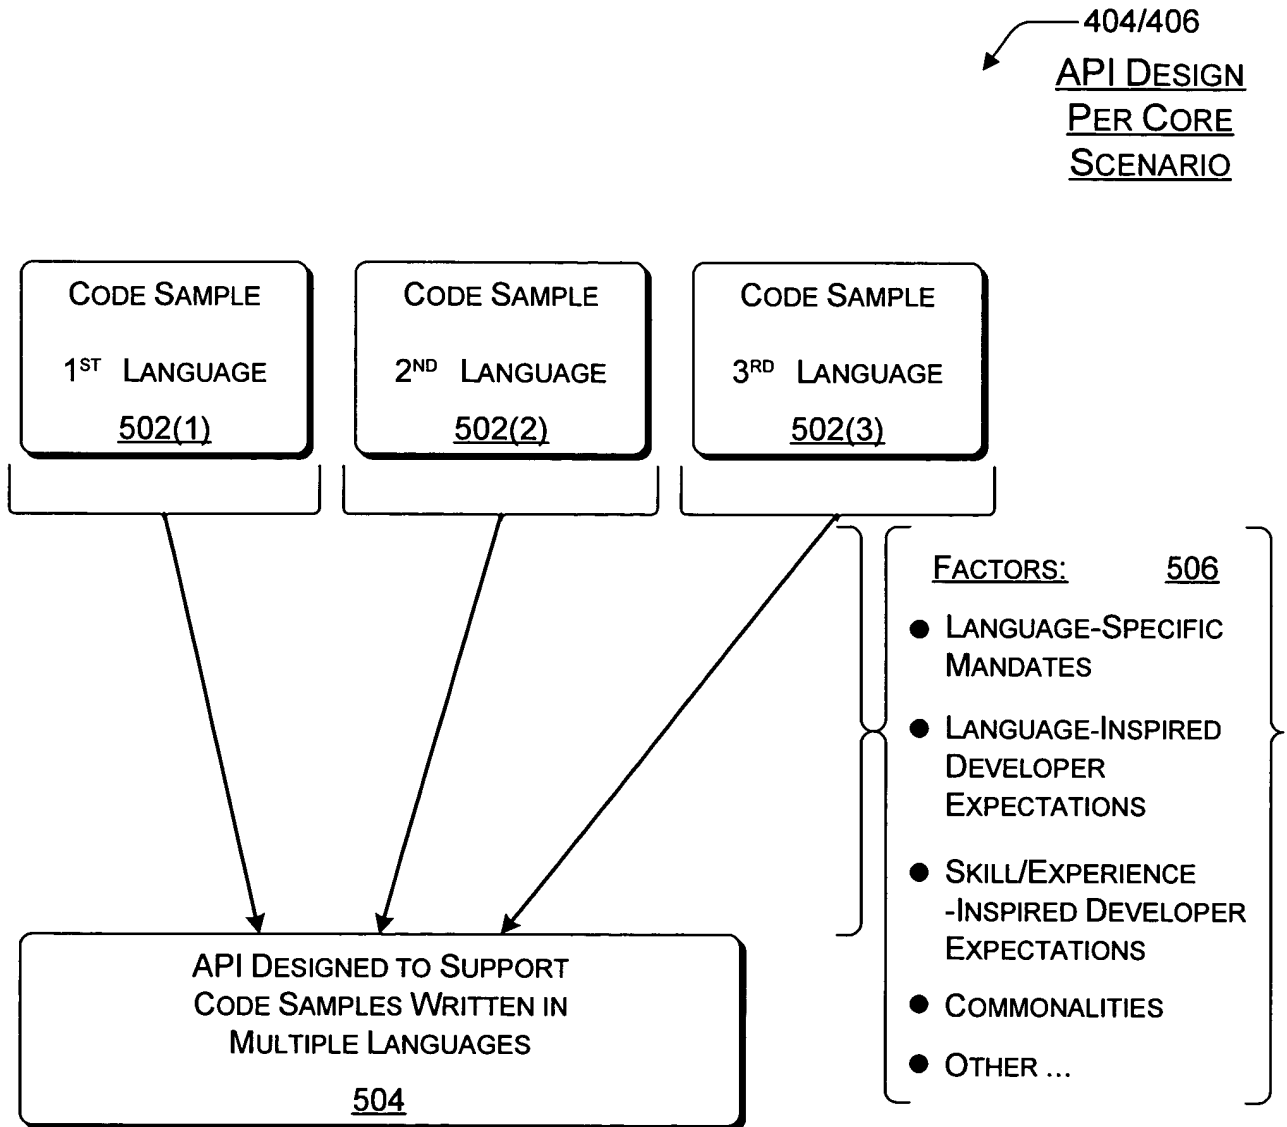 404/406
API DESIGN
PER CORE
SCENARIO
CODE SAMPLE
1ST LANGUAGE
502(1)
CODE SAMPLE
2ND LANGUAGE
502(2)
CODE SAMPLE
3RD LANGUAGE
502(3)
FACTORS: 506
● LANGUAGE-SPECIFIC
MANDATES
● LANGUAGE-INSPIRED
DEVELOPER
EXPECTATIONS
● SKILL/EXPERIENCE
-INSPIRED DEVELOPER
EXPECTATIONS
● COMMONALITIES
● OTHER ...
API DESIGNED TO SUPPORT
CODE SAMPLES WRITTEN IN
MULTIPLE LANGUAGES
504